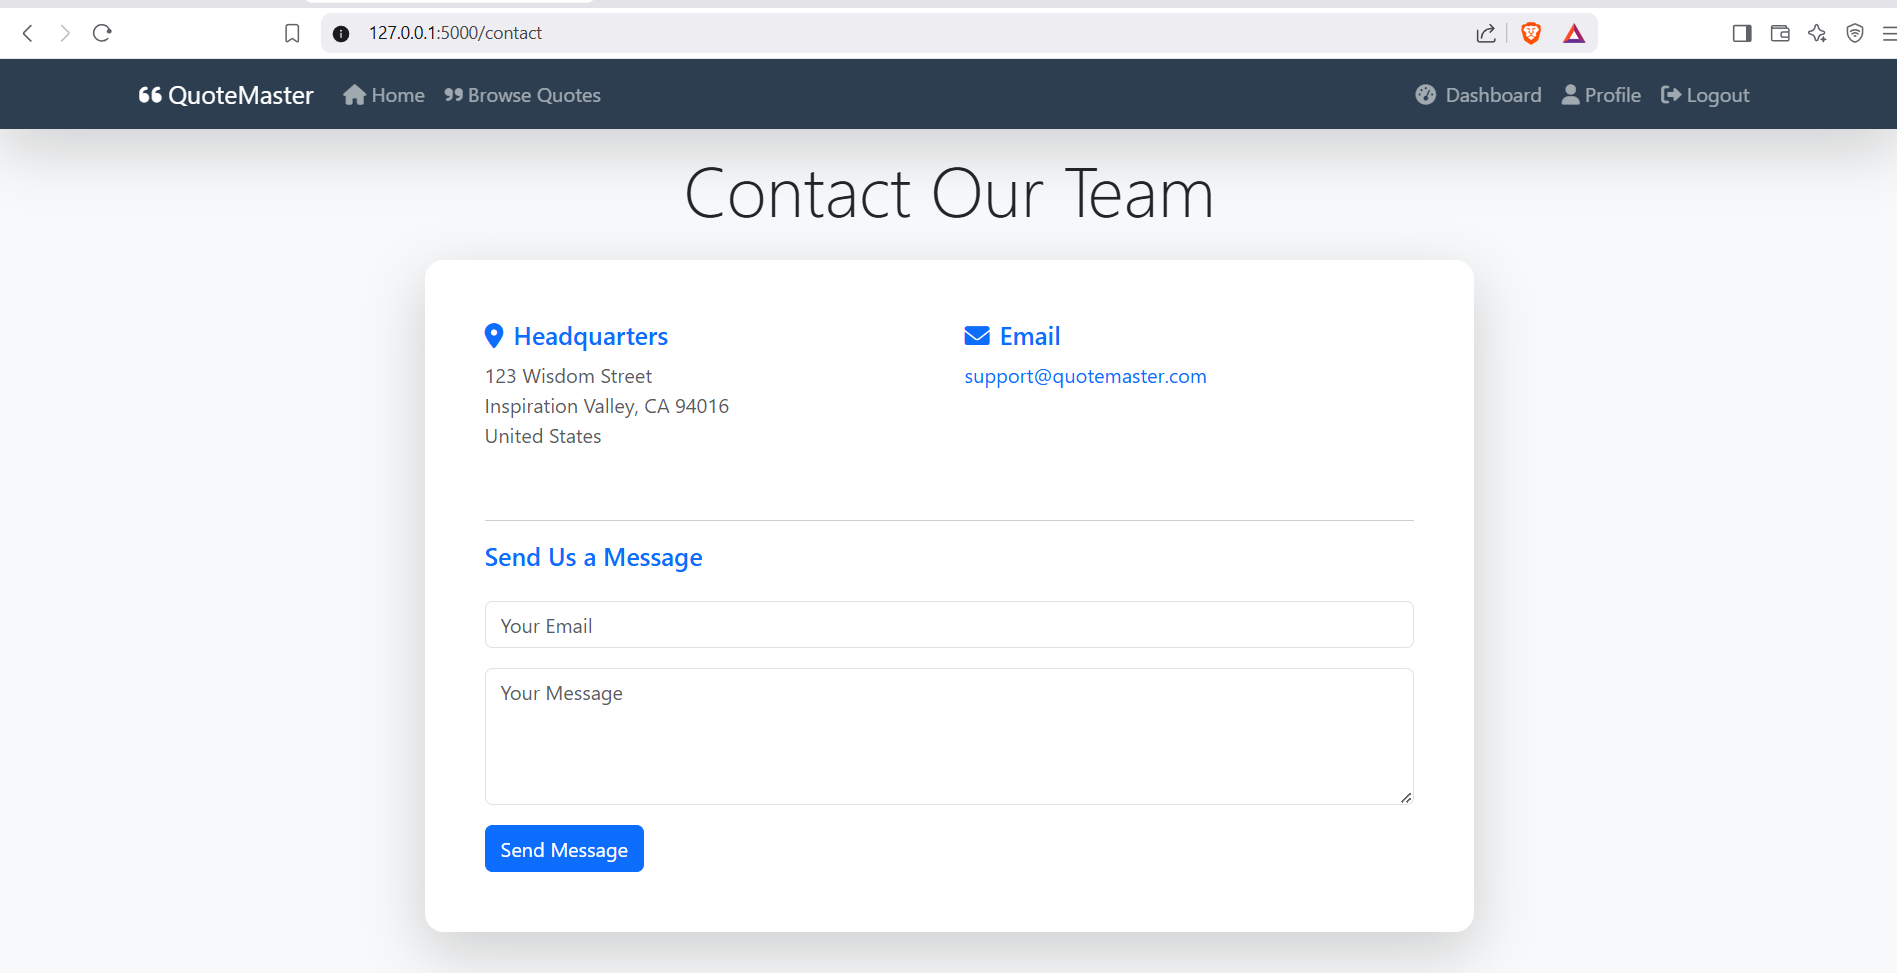 127.0.0.1:5000/contact
QuoteMaster Home Browse Quotes Dashboard Profile Logout
Contact Our Team
Headquarters
123 Wisdom Street
Inspiration Valley, CA 94016
United States
Email
support@quotemaster.com
Send Us a Message
Your Email
Your Message
Send Message